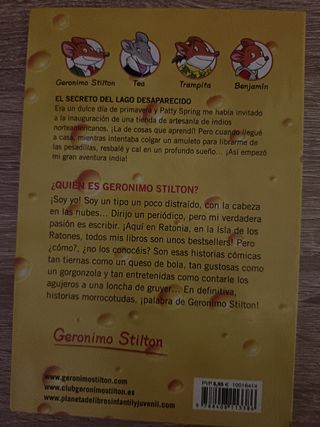 Geronimo Stilton
Tea
Trampita
Benjamín
EL SECRETO DEL LAGO DESAPARECIDO
Era un dulce día de primavera y Patty Spring me había invitado
a la inauguración de una tienda de artesanía de indios
norteamericanos. ¡La de cosas que aprendí! Pero cuando llegué
a casa, mientras intentaba colgar un amuleto para librarme de
las pesadillas, resbalé y caí en un profundo sueño... ¡Así empezó
mi gran aventura india!
¿QUIÉN ES GERONIMO STILTON?
¡Soy yo! Soy un tipo un poco distraído, con la cabeza
en las nubes... Dirijo un periódico, pero mi verdadera
pasión es escribir. ¡Aquí en Ratonia, en la Isla de los
Ratones, todos mis libros son unos bestsellers! Pero
¿cómo?, ¿no los conocéis? Son esas historias cómicas
tan tiernas como un queso de bola, tan gustosas como
un gorgonzola y tan entretenidas como contarle los
agujeros a una loncha de gruyer... En definitiva,
historias morrocotudas, ¡palabra de Geronimo Stilton!
Geronimo Stilton
www.geronimostilton.com
www.clubgeronimostilton.es
www.planetadelibrosinfantilyjuvenil.com
PVP 8,95 € 10016414